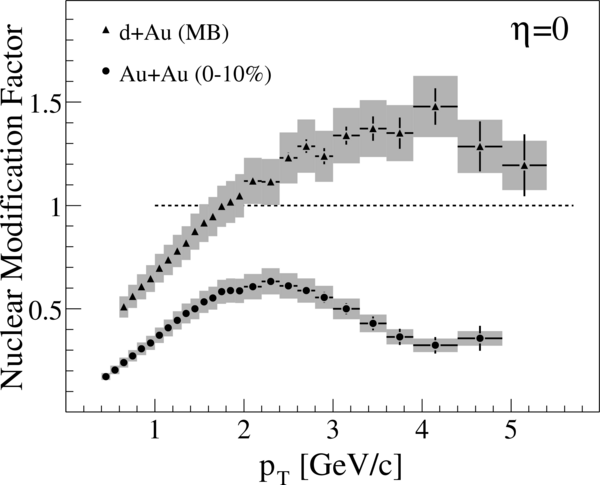 Nuclear Modification Factor
d+Au (MB)
Au+Au (0-10%)
η=0
1.5
1
0.5
1 2 3 4 5
pT [GeV/c]